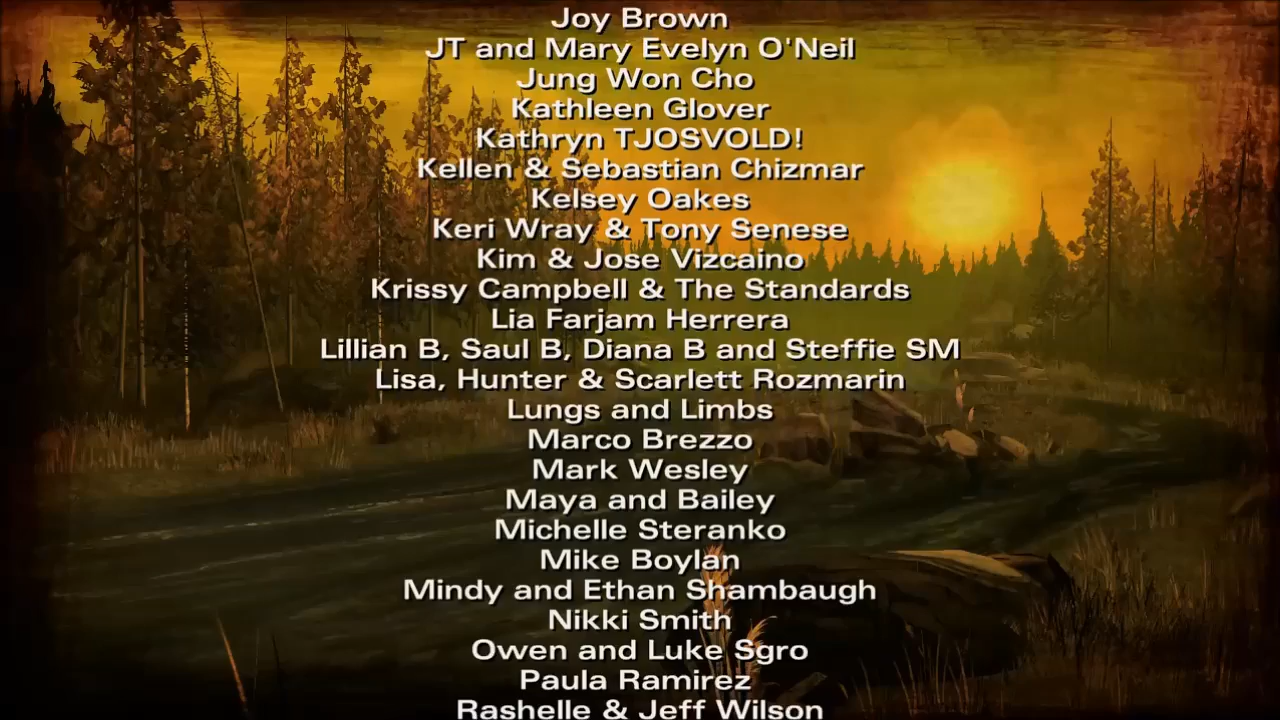 Joy Brown
JT and Mary Evelyn O'Neil
Jung Won Cho
Kathleen Glover
Kathryn TJOSVOLD!
Kellen & Sebastian Chizmar
Kelsey Oakes
Keri Wray & Tony Senese
Kim & Jose Vizcaino
Krissy Campbell & The Standards
Lia Farjam Herrera
Lillian B, Saul B, Diana B and Steffie SM
Lisa, Hunter & Scarlett Rozmarin
Lungs and Limbs
Marco Brezzo
Mark Wesley
Maya and Bailey
Michelle Steranko
Mike Boylan
Mindy and Ethan Shambaugh
Nikki Smith
Owen and Luke Sgro
Paula Ramirez
Rashelle & Jeff Wilson